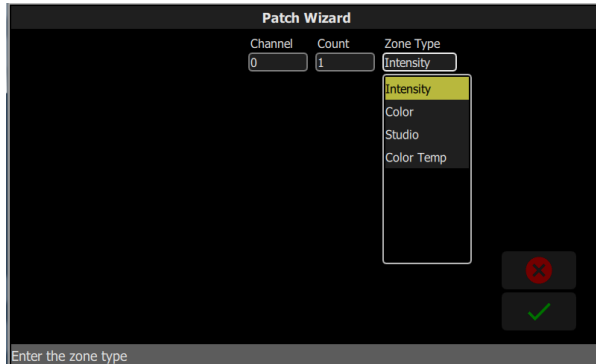 Patch Wizard
Channel Count Zone Type
0 1 Intensity
Intensity
Color
Studio
Color Temp
Enter the zone type